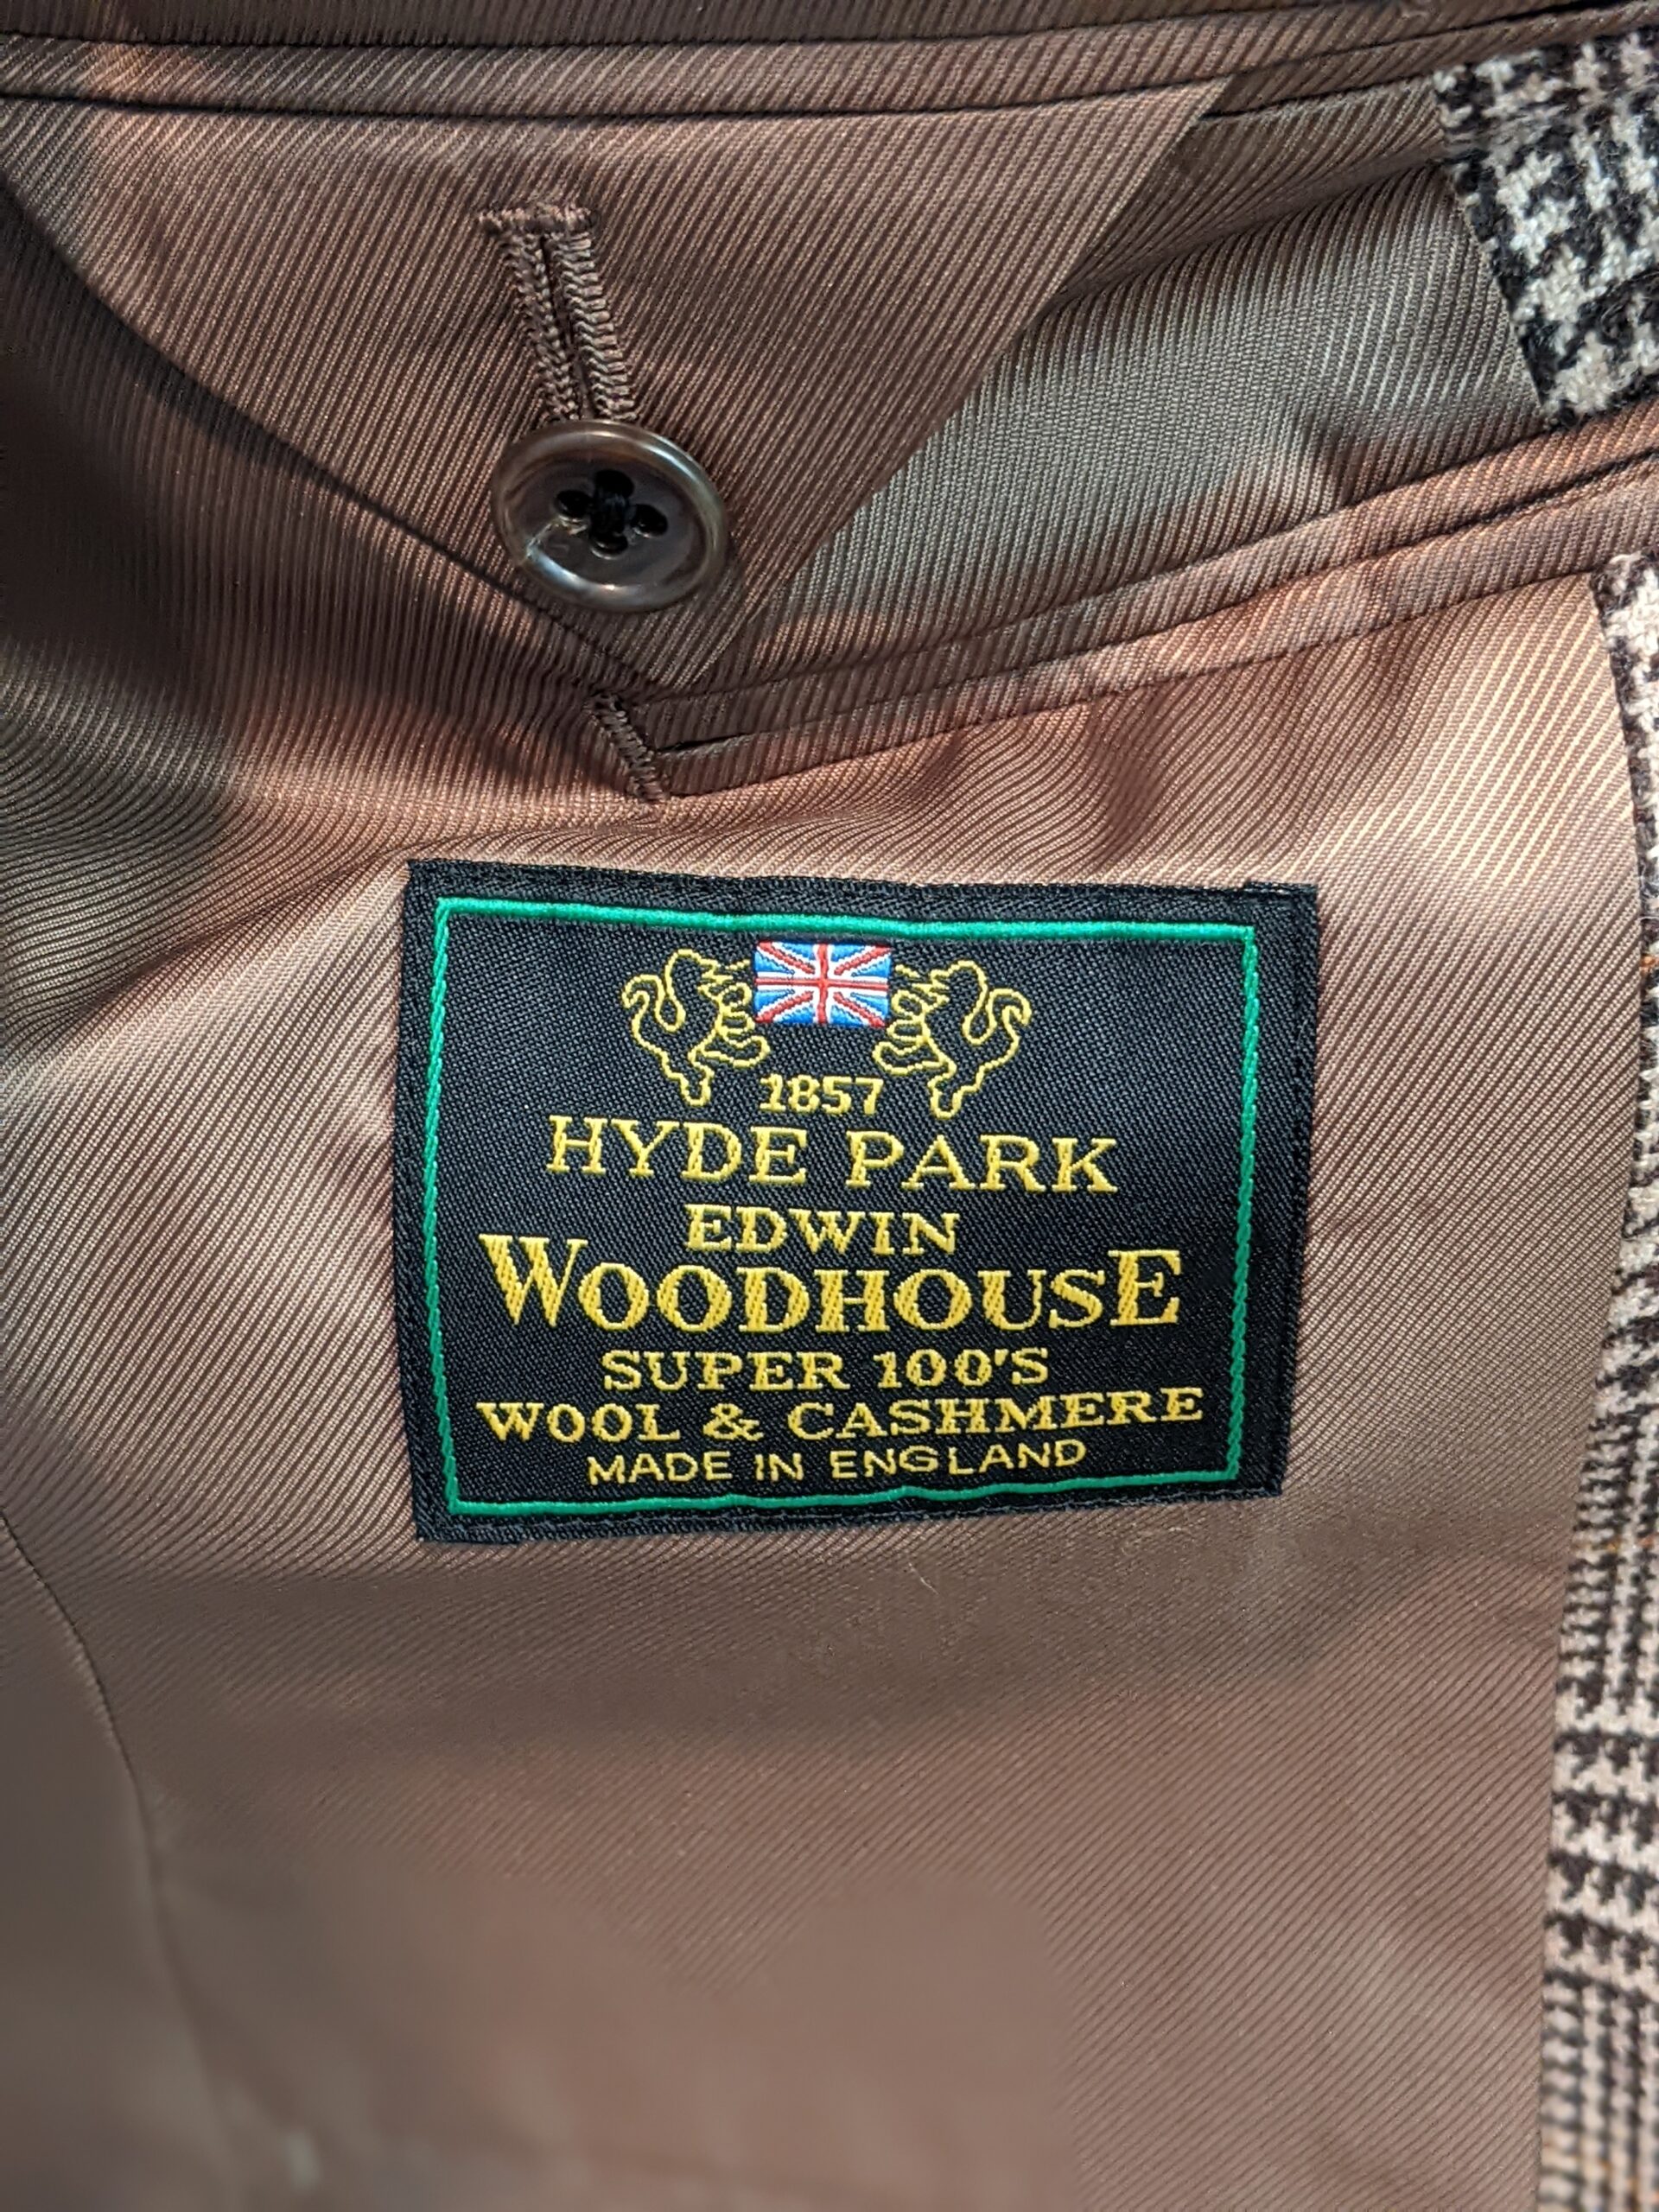 1857
HYDE PARK
EDWIN
WOODHOUSE
SUPER 100'S
WOOL & CASHMERE
MADE IN ENGLAND